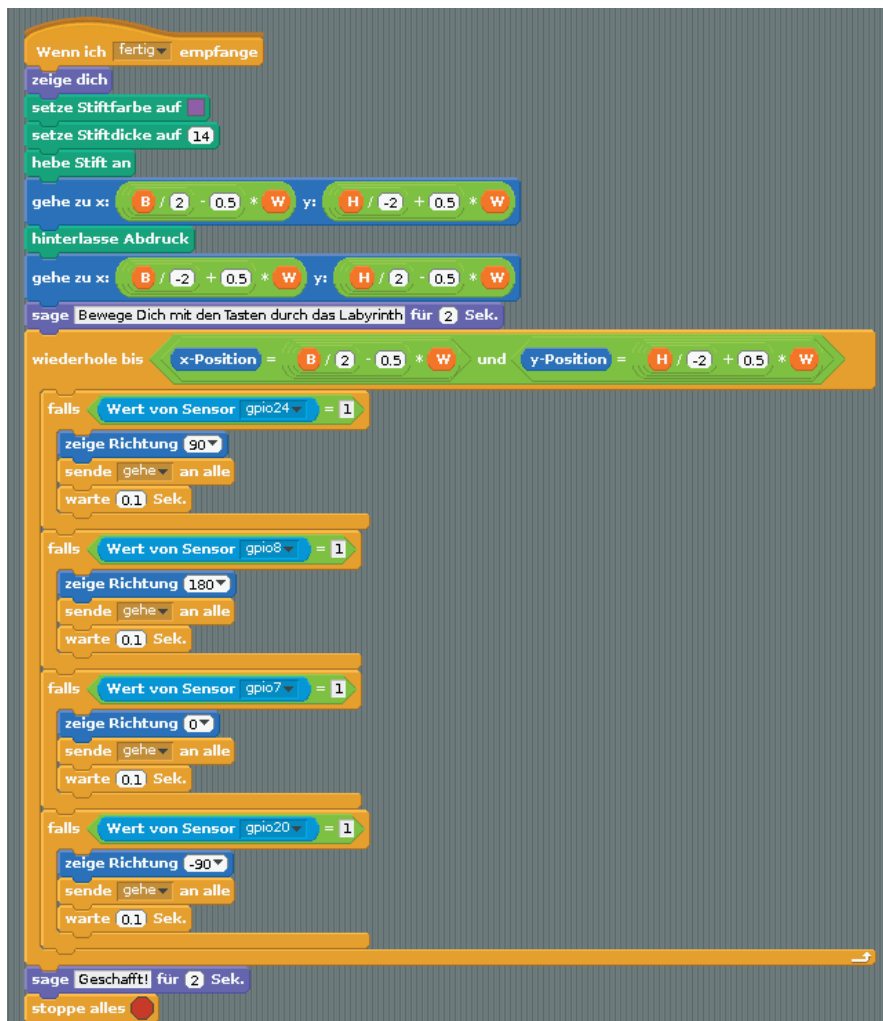 Wenn ich fertig empfange
zeige dich
setze Stiftfarbe auf
setze Stiftdicke auf 14
hebe Stift an
gehe zu x: B / 2 - 0.5 * W y: H / -2 + 0.5 * W
hinterlasse Abdruck
gehe zu x: B / -2 + 0.5 * W y: H / 2 - 0.5 * W
sage Bewege Dich mit den Tasten durch das Labyrinth für 2 Sek.
wiederhole bis x-Position = B / 2 - 0.5 * W und y-Position = H / -2 + 0.5 * W
falls Wert von Sensor gpio24 = 1
zeige Richtung 90
sende gehe an alle
warte 0.1 Sek.
falls Wert von Sensor gpio8 = 1
zeige Richtung 180
sende gehe an alle
warte 0.1 Sek.
falls Wert von Sensor gpio7 = 1
zeige Richtung 0
sende gehe an alle
warte 0.1 Sek.
falls Wert von Sensor gpio20 = 1
zeige Richtung -90
sende gehe an alle
warte 0.1 Sek.
sage Geschafft! für 2 Sek.
stoppe alles